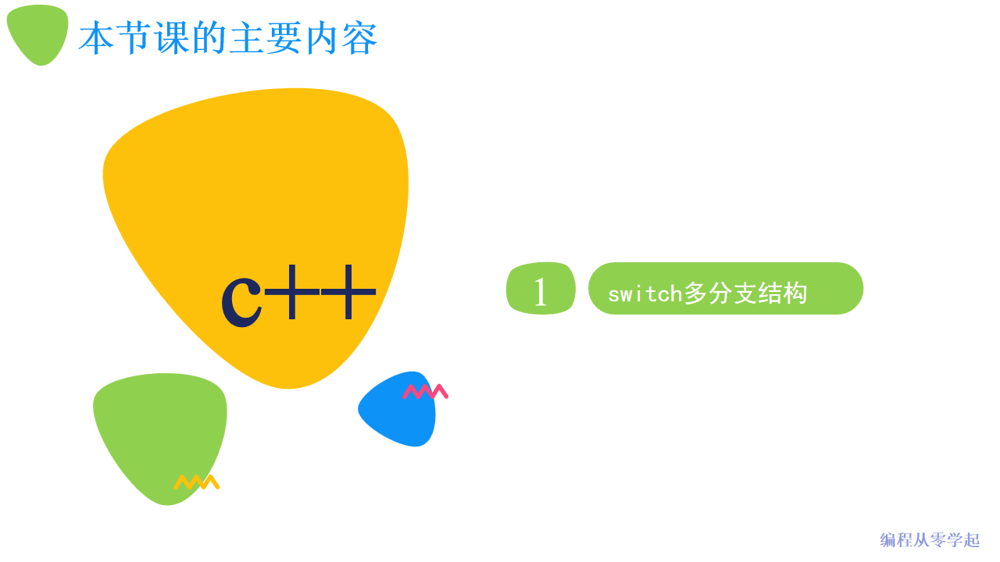 本节课的主要内容
c++
1
switch多分支结构
编程从零学起